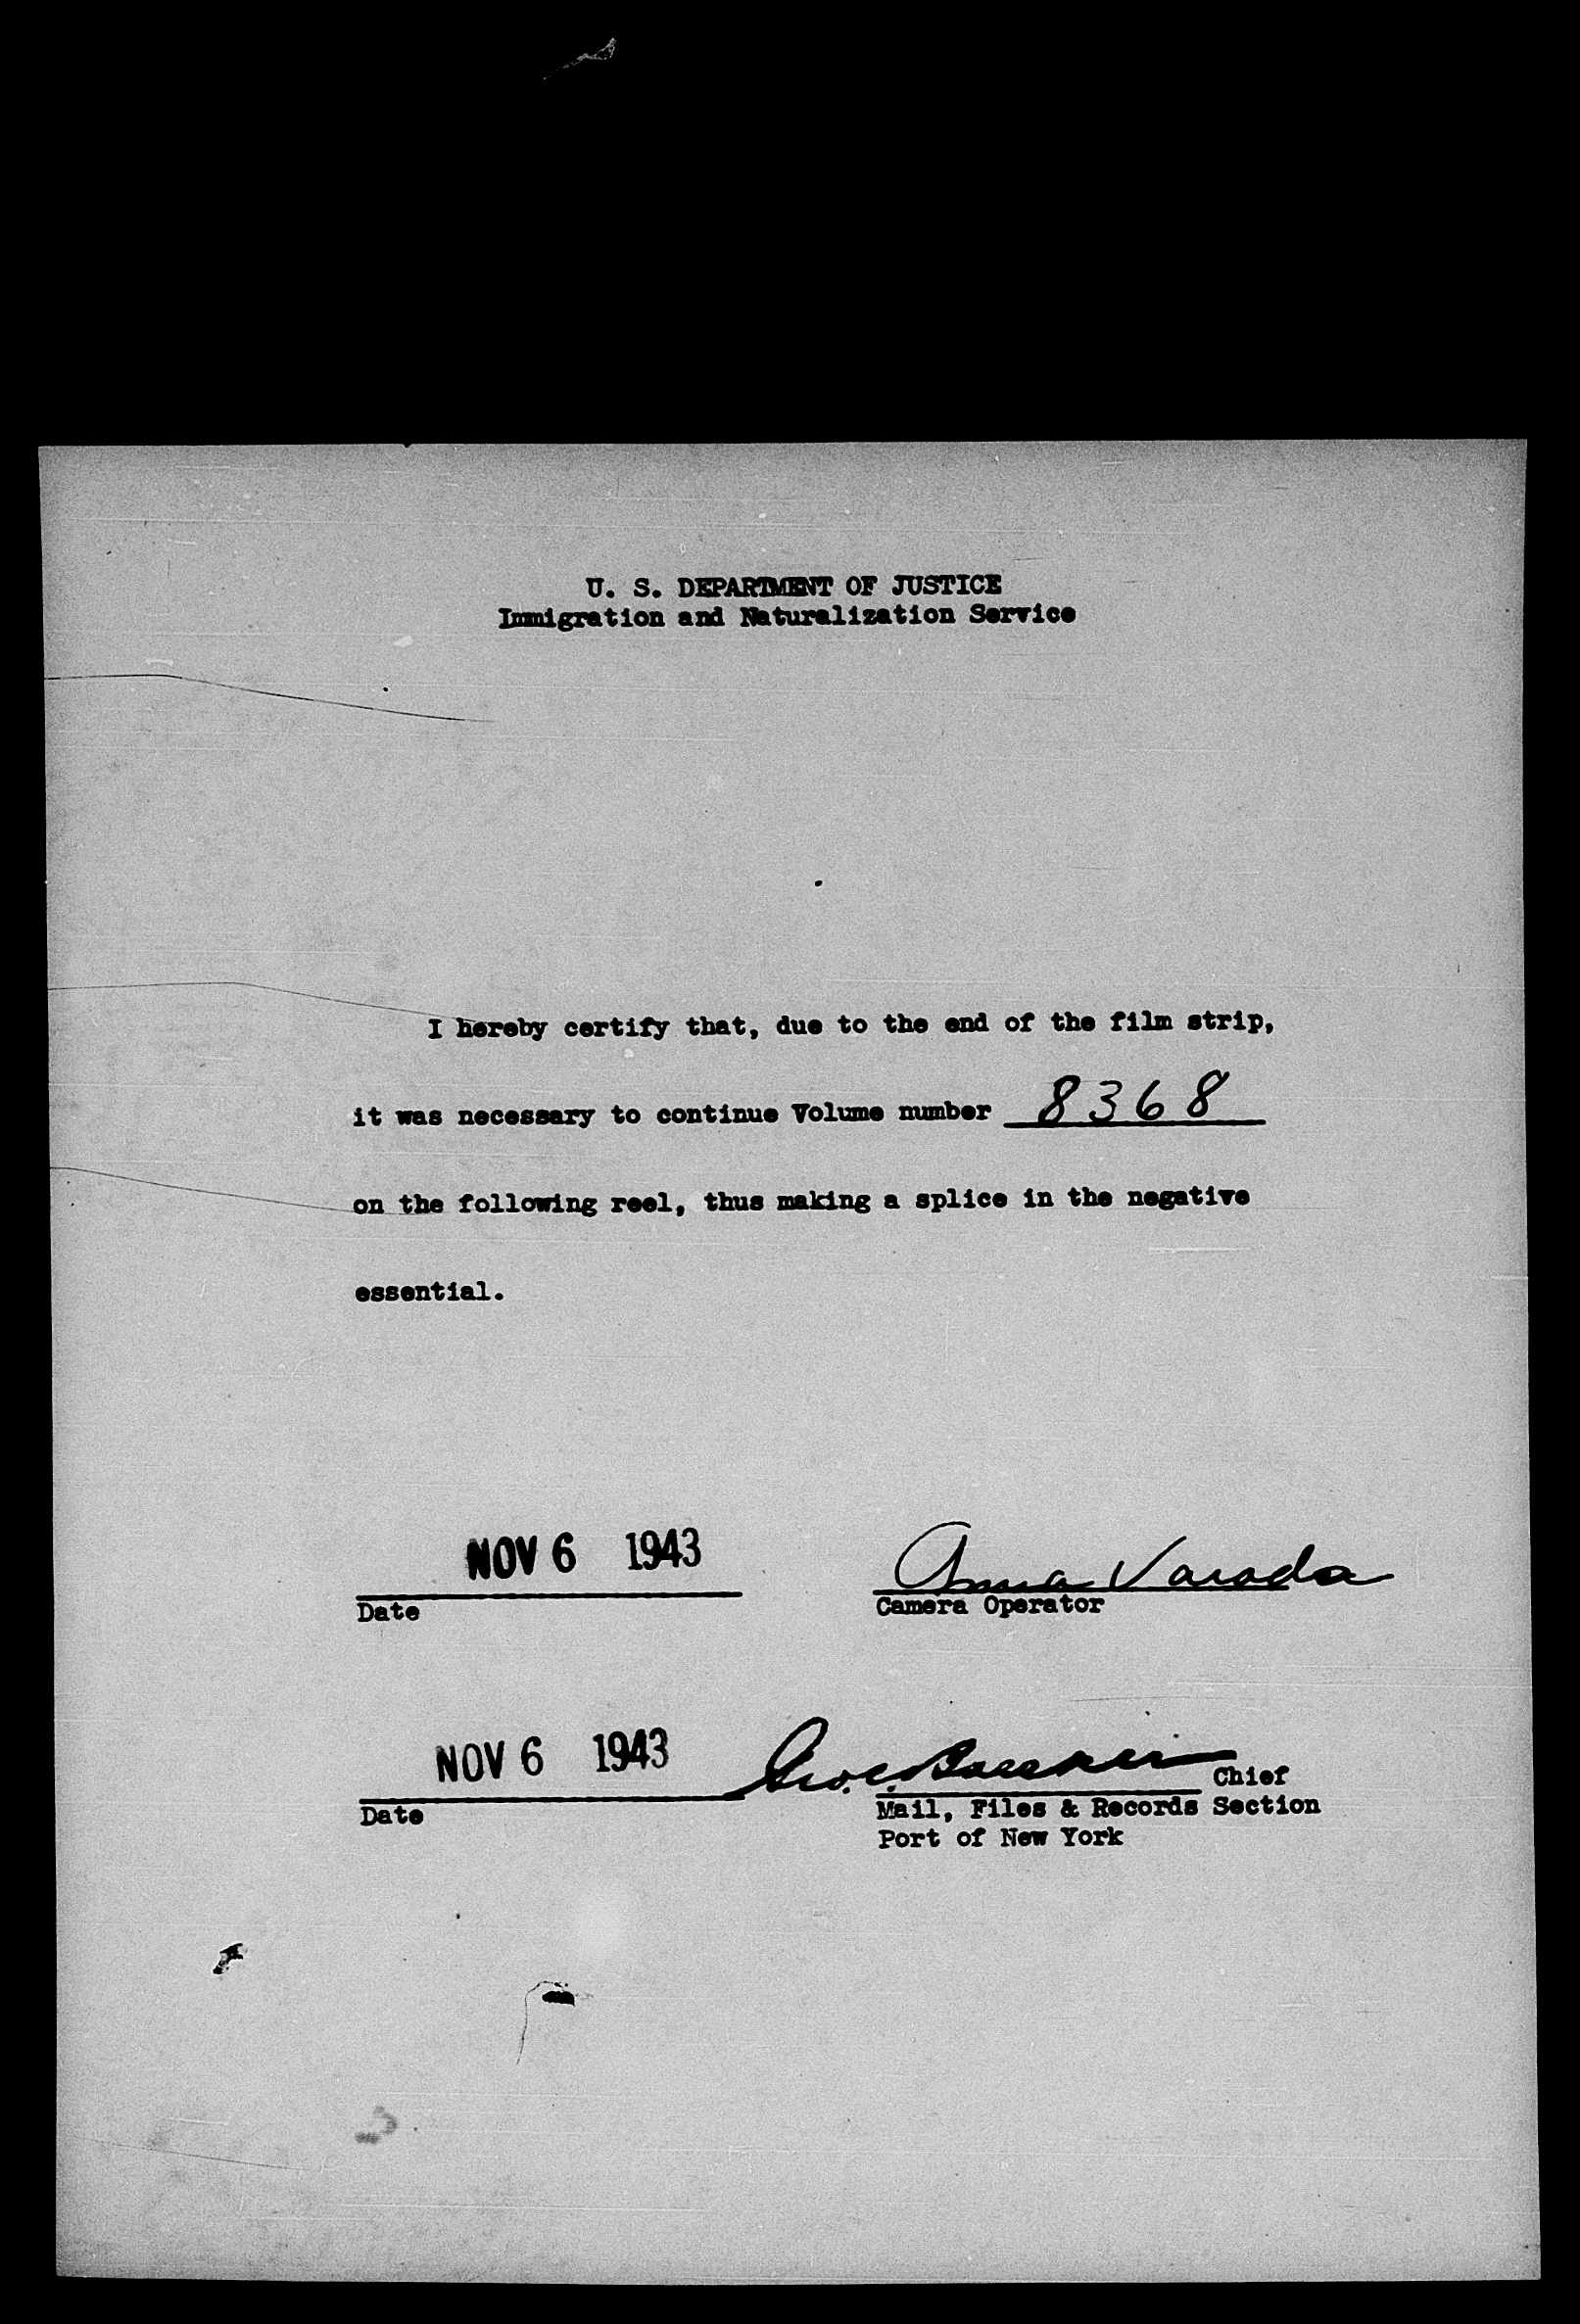 U. S. DEPARTMENT OF JUSTICE
Immigration and Naturalization Service
I hereby certify that, due to the end of the film strip,
it was necessary to continue Volume number 8368
on the following reel, thus making a splice in the negative
essential.
NOV 6 1943
Anna Varada
Date
Camera Operator
NOV 6 1943
Chief
Date
Mail, Files & Records Section
Port of New York